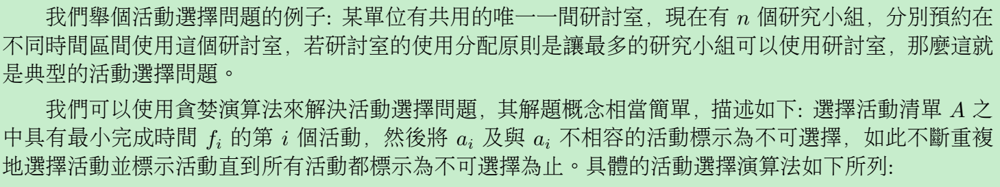 我們舉個活動選擇問題的例子: 某單位有共用的唯一一間研討室, 現在有 n 個研究小組, 分別預約在
不同時間區間使用這個研討室, 若研討室的使用分配原則是讓最多的研究小組可以使用研討室, 那麼這就
是典型的活動選擇問題。
我們可以使用貪婪演算法來解決活動選擇問題, 其解題概念相當簡單, 描述如下: 選擇活動清單 A 之
中具有最小完成時間 f_i 的第 i 個活動, 然後將 a_i 及與 a_i 不相容的活動標示為不可選擇, 如此不斷重複
地選擇活動並標示活動直到所有活動都標示為不可選擇為止。具體的活動選擇演算法如下所列: